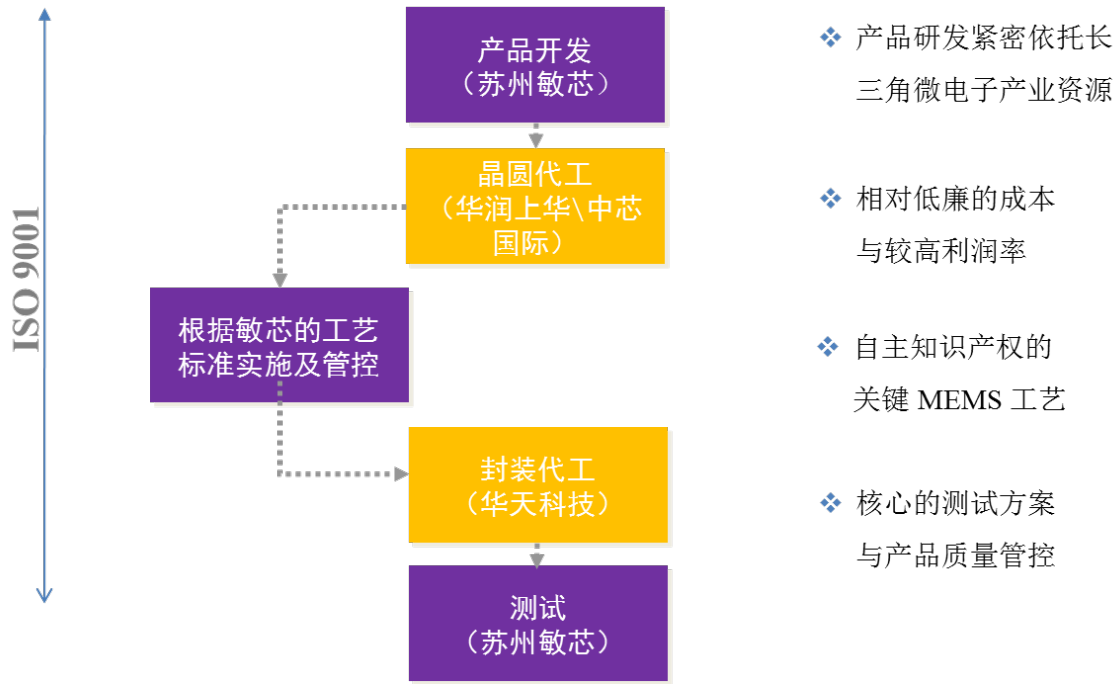 ISO 9001
产品开发
（苏州敏芯）
晶圆代工
（华润上华\中芯
国际）
根据敏芯的工艺
标准实施及管控
封装代工
（华天科技）
测试
（苏州敏芯）
❖ 产品研发紧密依托长
三角微电子产业资源
❖ 相对低廉的成本
与较高利润率
❖ 自主知识产权的
关键 MEMS 工艺
❖ 核心的测试方案
与产品质量管控